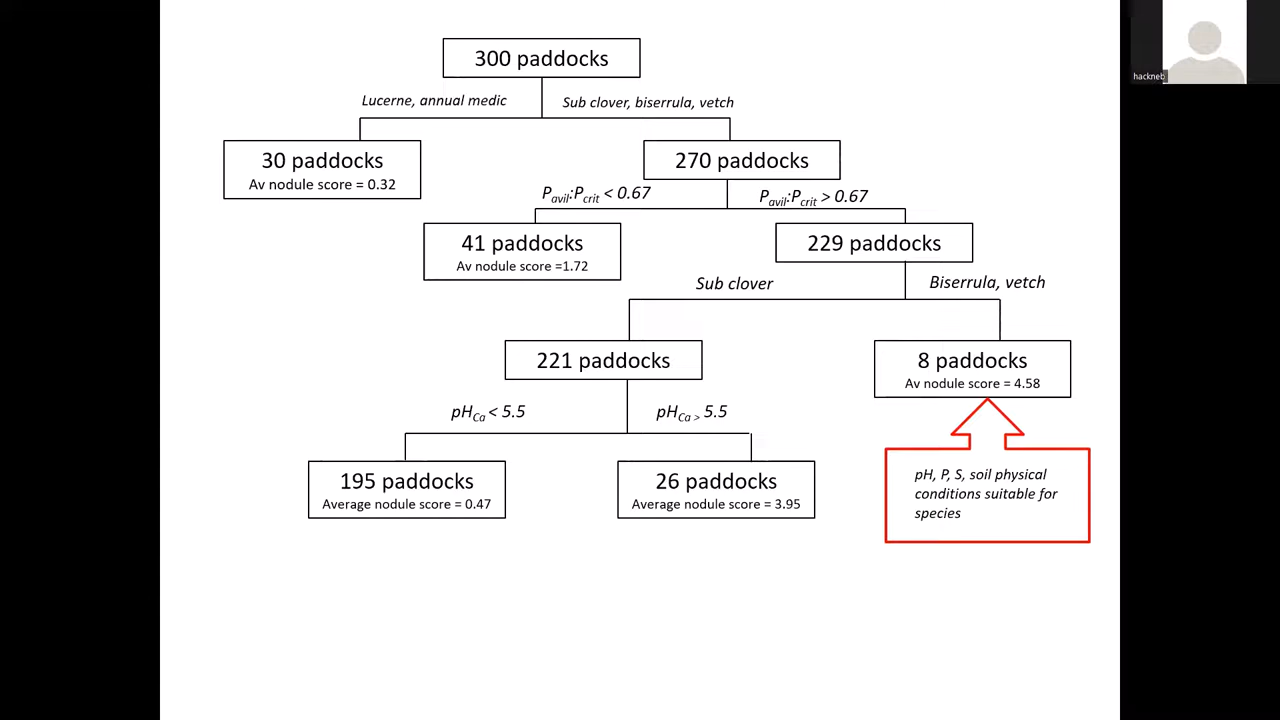 hackneb
300 paddocks
Lucerne, annual medic
Sub clover, biserrula, vetch
30 paddocks
Av nodule score = 0.32
270 paddocks
Pavil:Pcrit < 0.67
Pavil:Pcrit > 0.67
41 paddocks
Av nodule score =1.72
229 paddocks
Sub clover
Biserrula, vetch
221 paddocks
8 paddocks
Av nodule score = 4.58
pHCa < 5.5
pHCa > 5.5
195 paddocks
Average nodule score = 0.47
26 paddocks
Average nodule score = 3.95
pH, P, S, soil physical
conditions suitable for
species